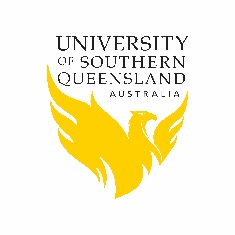 UNIVERSITY
OF SOUTHERN
QUEENSLAND
AUSTRALIA